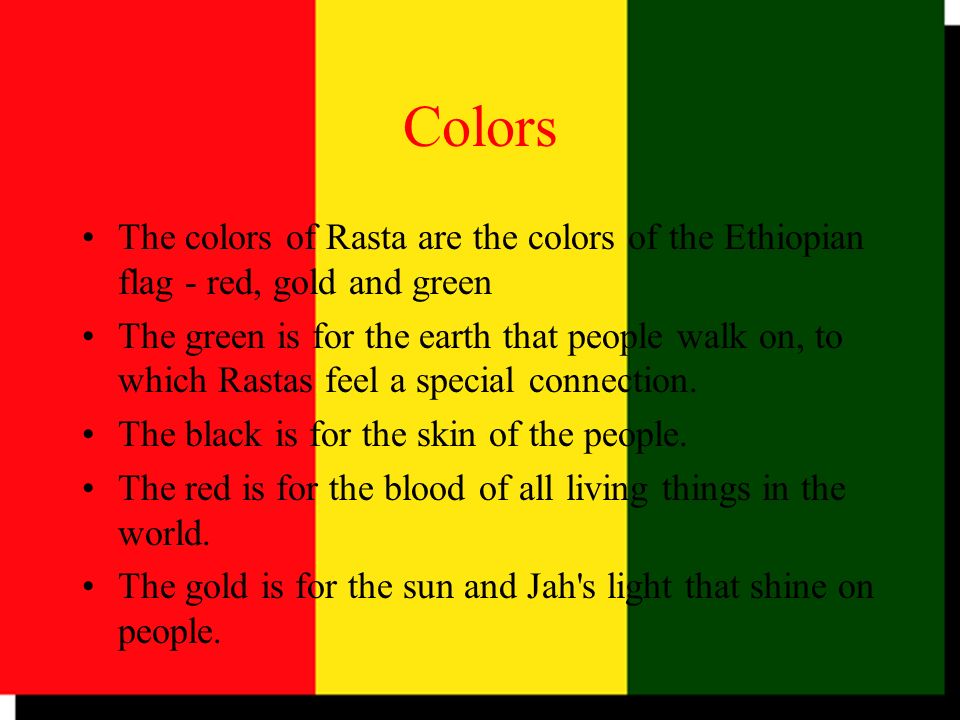 Colors
• The colors of Rasta are the colors of the Ethiopian
flag - red, gold and green
• The green is for the earth that people walk on, to
which Rastas feel a special connection.
• The black is for the skin of the people.
• The red is for the blood of all living things in the
world.
• The gold is for the sun and Jah's light that shine on
people.